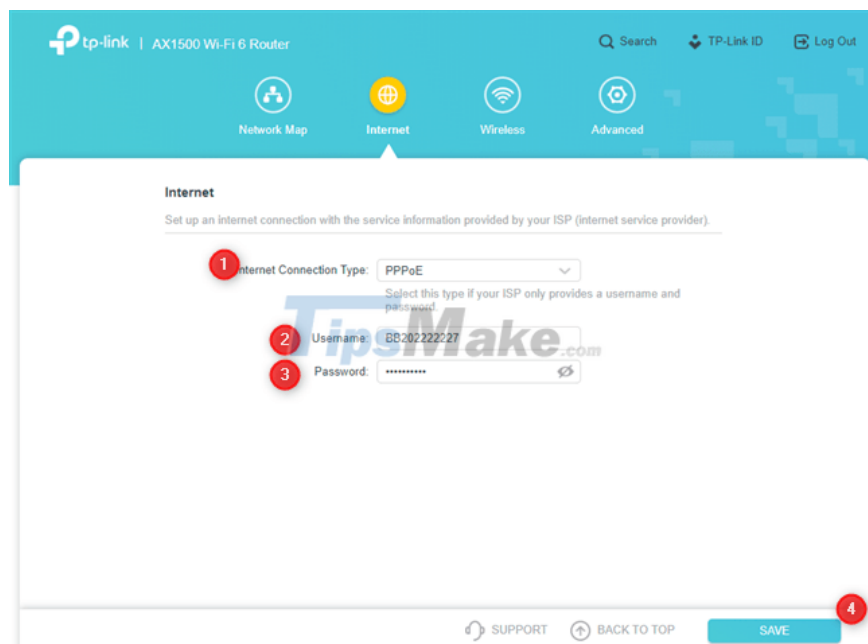 tp-link | AX1500 Wi-Fi 6 Router
Search TP-Link ID Log Out
Network Map Internet Wireless Advanced
Internet
Set up an internet connection with the service information provided by your ISP (internet service provider).
1 Internet Connection Type: PPPoE
Select this type if your ISP only provides a username and
password.
TipsMake.com
2 Username: BB202222227
3 Password: ••••••••••
4
SUPPORT BACK TO TOP SAVE